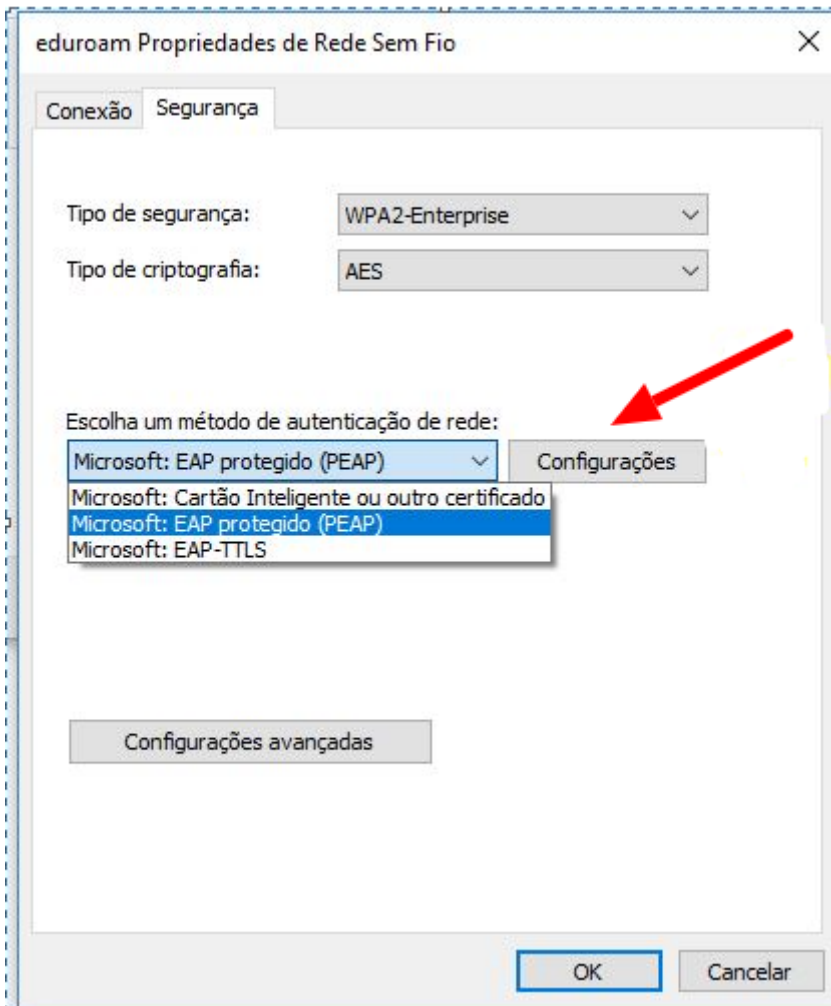 eduroam Propriedades de Rede Sem Fio
Conexão Segurança
Tipo de segurança: WPA2-Enterprise
Tipo de criptografia: AES
Escolha um método de autenticação de rede:
Microsoft: EAP protegido (PEAP) Configurações
Microsoft: Cartão Inteligente ou outro certificado
Microsoft: EAP protegido (PEAP)
Microsoft: EAP-TTLS
Configurações avançadas
OK Cancelar